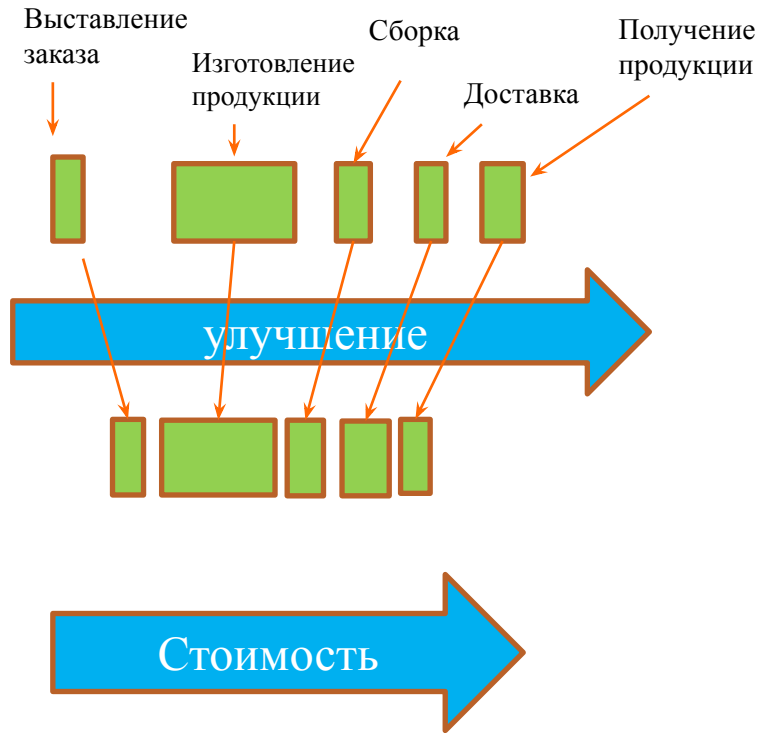 Выставление
заказа
Изготовление
продукции
Сборка
Доставка
Получение
продукции
улучшение
Стоимость